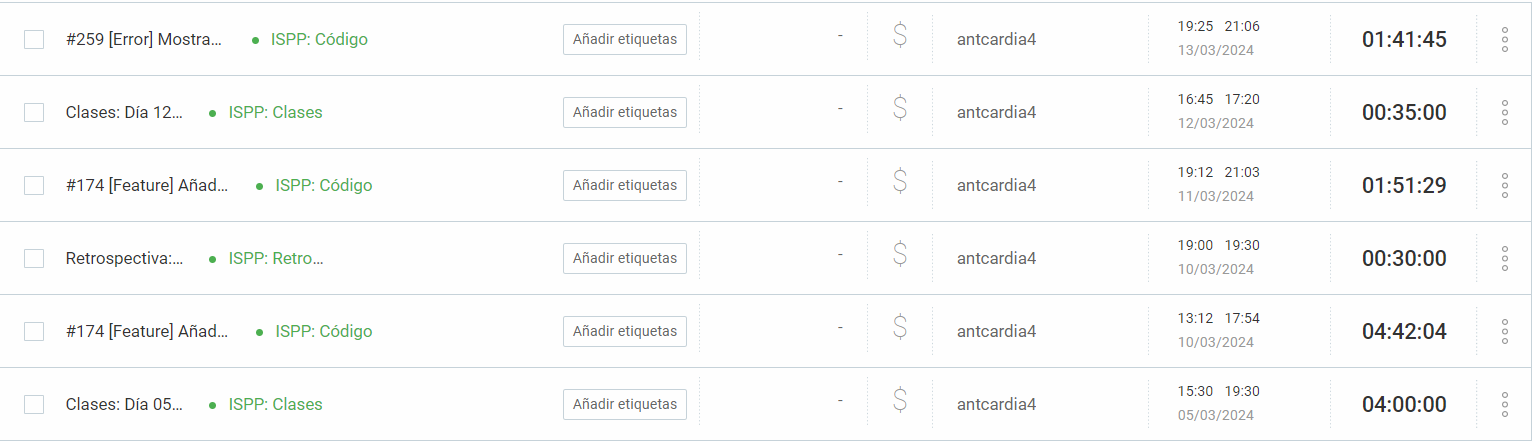 #259 [Error] Mostra... • ISPP: Código Añadir etiquetas - $ antcardia4 19:25 21:06 01:41:45
13/03/2024
Clases: Día 12... • ISPP: Clases Añadir etiquetas - $ antcardia4 16:45 17:20 00:35:00
12/03/2024
#174 [Feature] Añad... • ISPP: Código Añadir etiquetas - $ antcardia4 19:12 21:03 01:51:29
11/03/2024
Retrospectiva:... • ISPP: Retro... Añadir etiquetas - $ antcardia4 19:00 19:30 00:30:00
10/03/2024
#174 [Feature] Añad... • ISPP: Código Añadir etiquetas - $ antcardia4 13:12 17:54 04:42:04
10/03/2024
Clases: Día 05... • ISPP: Clases Añadir etiquetas - $ antcardia4 15:30 19:30 04:00:00
05/03/2024